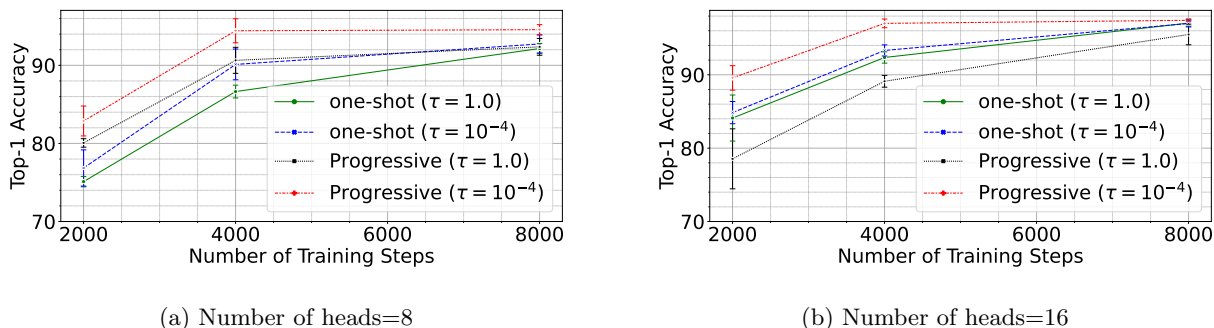 90
80
70
Top-1 Accuracy
one-shot (τ = 1.0)
one-shot (τ = 10⁻⁴)
Progressive (τ = 1.0)
Progressive (τ = 10⁻⁴)
2000 4000 6000 8000
Number of Training Steps
(a) Number of heads=8
90
80
70
Top-1 Accuracy
one-shot (τ = 1.0)
one-shot (τ = 10⁻⁴)
Progressive (τ = 1.0)
Progressive (τ = 10⁻⁴)
2000 4000 6000 8000
Number of Training Steps
(b) Number of heads=16